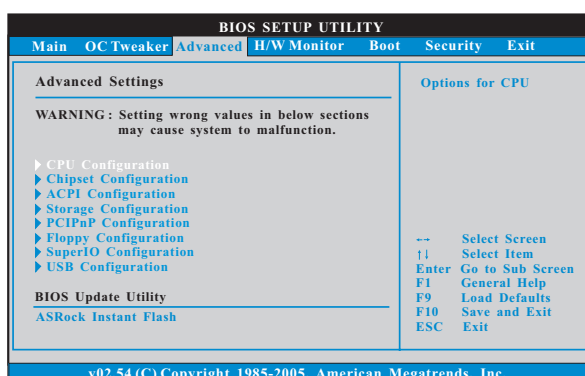 BIOS SETUP UTILITY
Main OC Tweaker Advanced H/W Monitor Boot Security Exit
Advanced Settings
WARNING : Setting wrong values in below sections
may cause system to malfunction.
CPU Configuration
Chipset Configuration
ACPI Configuration
Storage Configuration
PCIPnP Configuration
Floppy Configuration
SuperIO Configuration
USB Configuration
BIOS Update Utility
ASRock Instant Flash
Options for CPU
←→ Select Screen
↑↓ Select Item
Enter Go to Sub Screen
F1 General Help
F9 Load Defaults
F10 Save and Exit
ESC Exit
v02.54 (C) Copyright 1985-2005, American Megatrends, Inc.